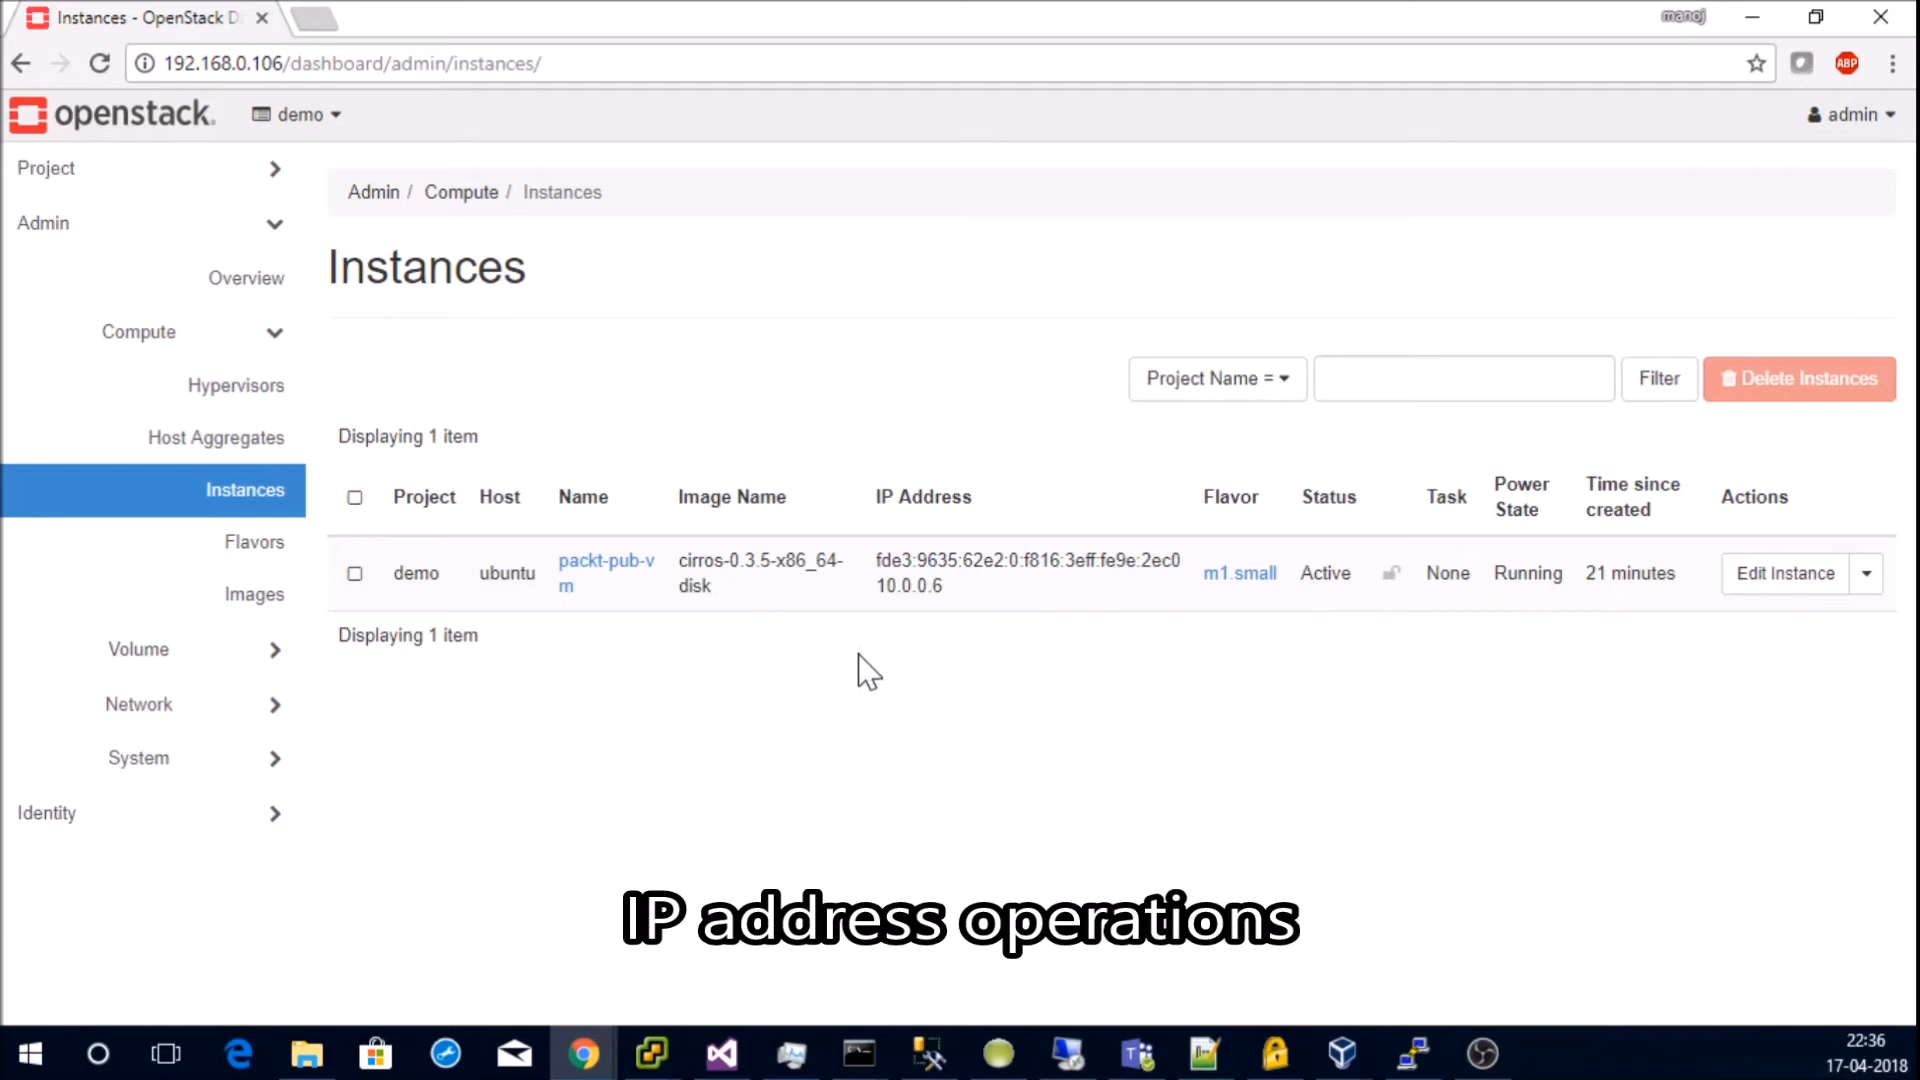 Instances - OpenStack D
manoj
192.168.0.106/dashboard/admin/instances/
ABP
openstack.
demo
admin
Project
Admin
Overview
Compute
Hypervisors
Host Aggregates
Instances
Flavors
Images
Volume
Network
System
Identity
Admin / Compute / Instances
Instances
Project Name =
Filter
Delete Instances
Displaying 1 item
Project Host Name Image Name IP Address Flavor Status Task Power State Time since created Actions
demo ubuntu packt-pub-vm cirros-0.3.5-x86_64-disk fde3:9635:62e2:0:f816:3eff:fe9e:2ec0 10.0.0.6 m1.small Active None Running 21 minutes Edit Instance
Displaying 1 item
IP address operations
22:36
17-04-2018